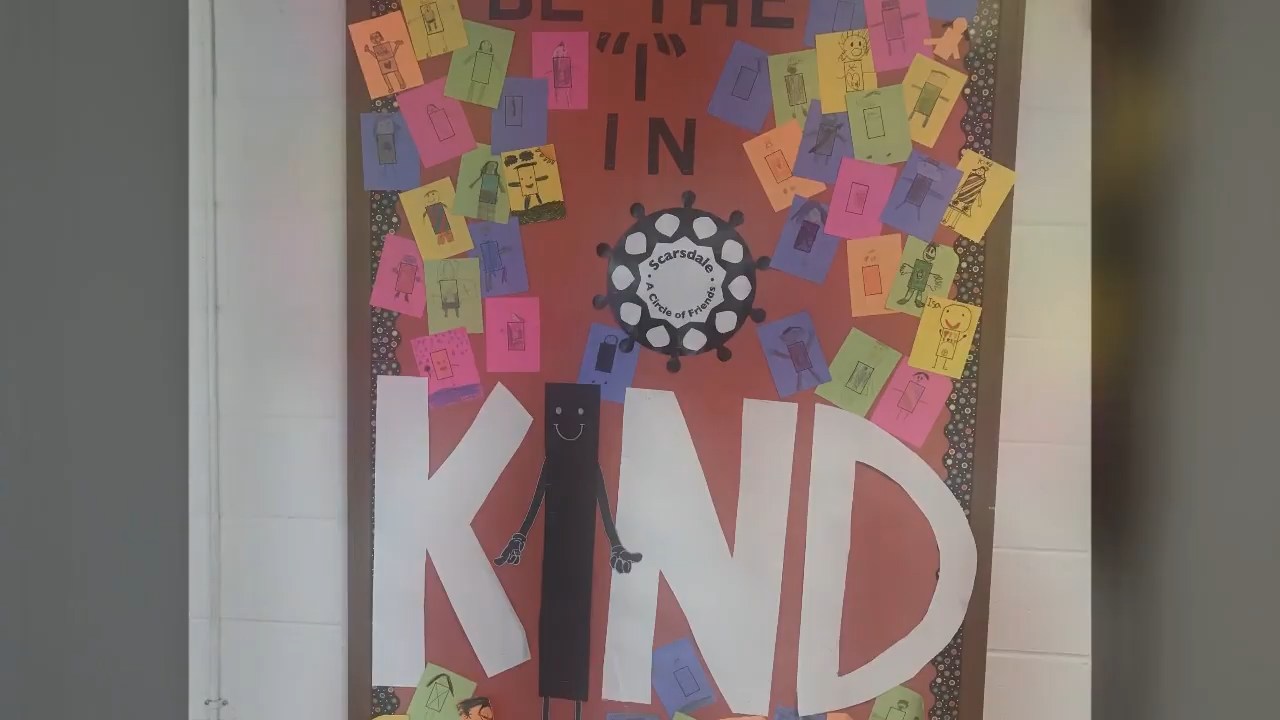 BE THE
"I"
IN
Scarsdale
A Circle of Friends
KIND